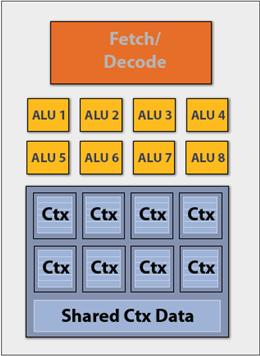 Fetch/
Decode
ALU 1 ALU 2 ALU 3 ALU 4
ALU 5 ALU 6 ALU 7 ALU 8
Ctx Ctx Ctx Ctx
Ctx Ctx Ctx Ctx
Shared Ctx Data